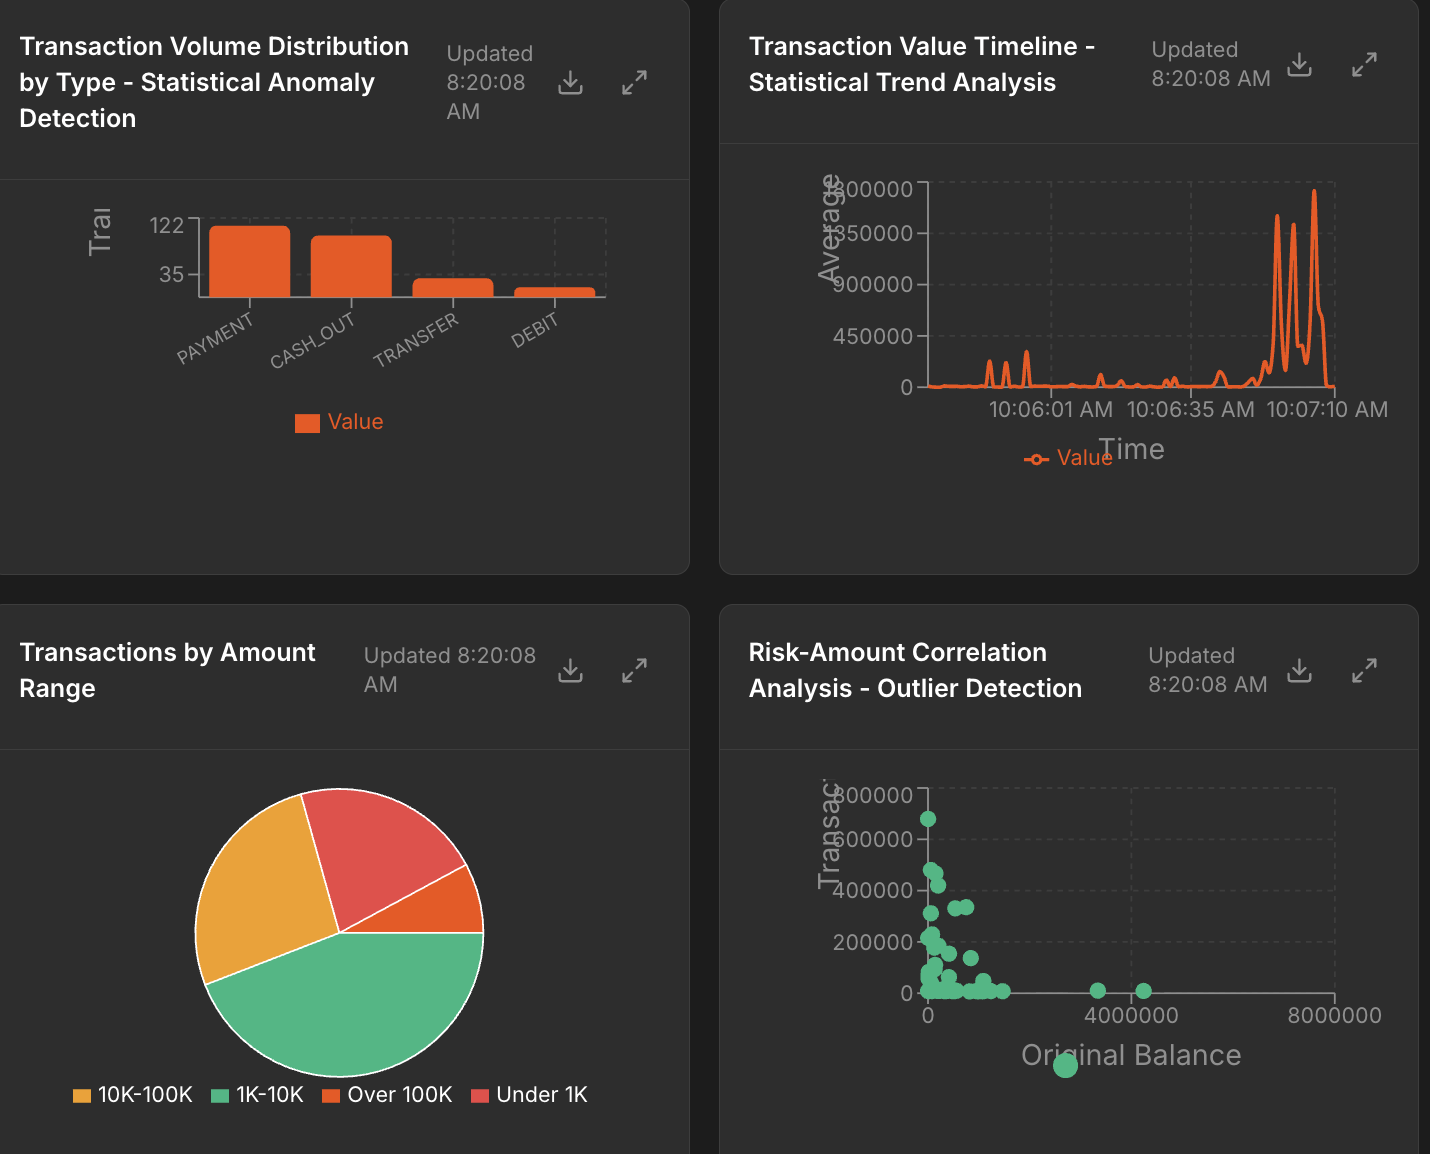 Transaction Volume Distribution
by Type - Statistical Anomaly
Detection
Updated
8:20:08
AM
122
35
PAYMENT
CASH_OUT
TRANSFER
DEBIT
Value
Transaction Value Timeline -
Statistical Trend Analysis
Updated
8:20:08 AM
Average
900000
450000
0
10:06:01 AM 10:06:35 AM 10:07:10 AM
Time
Value
Transactions by Amount
Range
Updated 8:20:08
AM
10K-100K 1K-10K Over 100K Under 1K
Risk-Amount Correlation
Analysis - Outlier Detection
Updated
8:20:08 AM
Transac
800000
600000
400000
200000
0
0 4000000 8000000
Original Balance